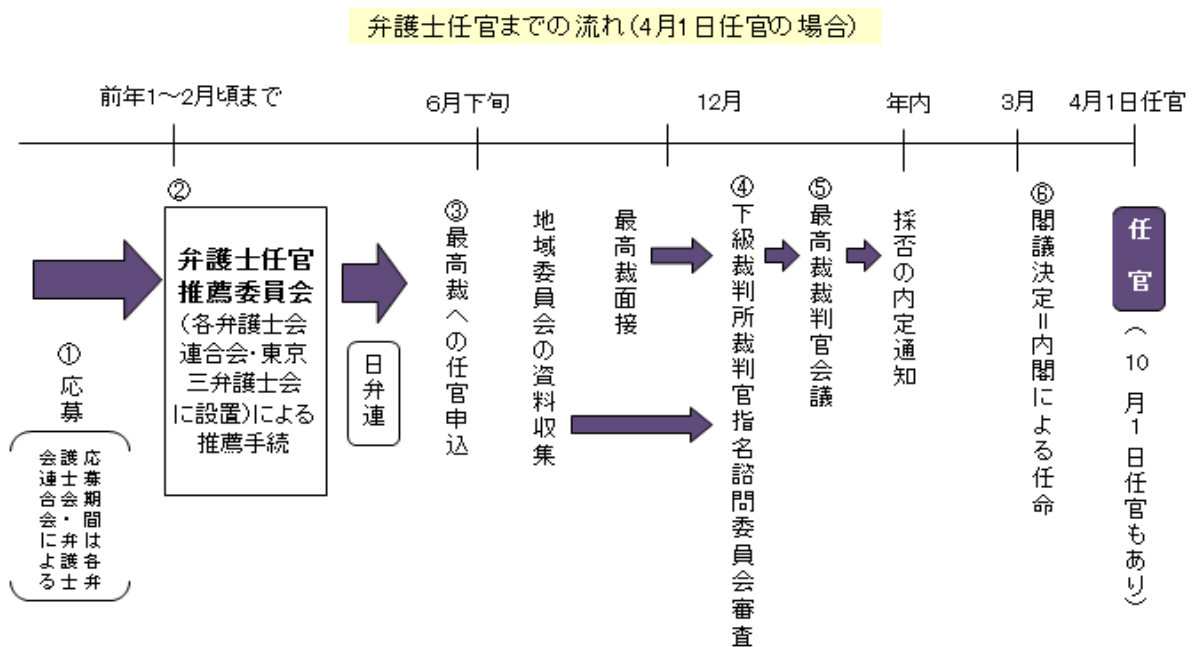 弁護士任官までの流れ(4月1日任官の場合)
前年1～2月頃まで
6月下旬
12月
年内
3月
4月1日任官
①応募
応募期間は各弁
護士会・弁護士
会連合会による
②
弁護士任官
推薦委員会
(各弁護士会
連合会・東京
三弁護士会
に設置)による
推薦手続
日弁連
③最高裁への任官申込
地域委員会の資料収集
最高裁面接
④下級裁判所裁判官指名諮問委員会審査
⑤最高裁裁判官会議
採否の内定通知
⑥閣議決定＝内閣による任命
任官
(10月1日任官もあり)